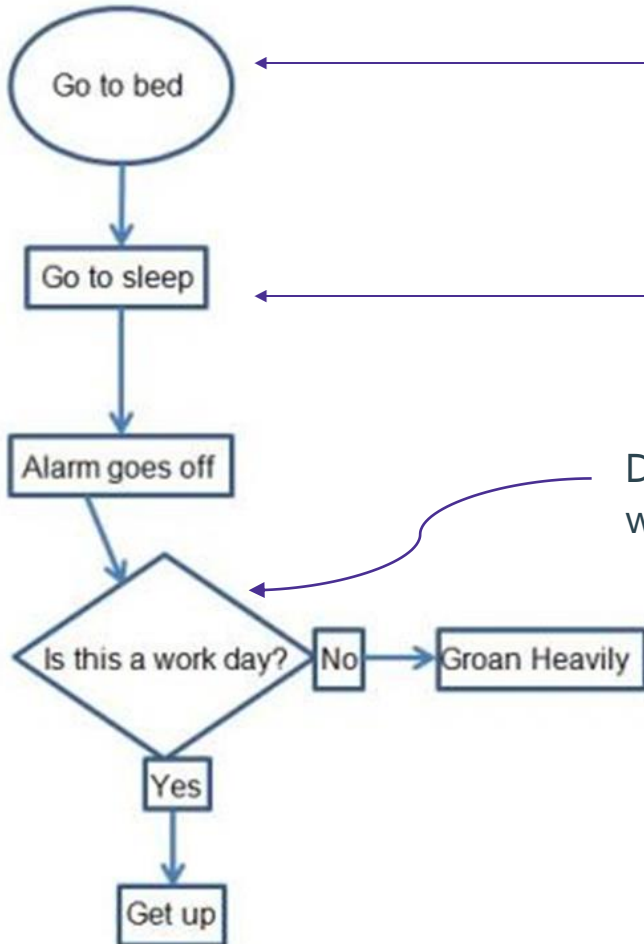 Go to bed
Go to sleep
Alarm goes off
Is this a work day?
No
Groan Heavily
Yes
Get up